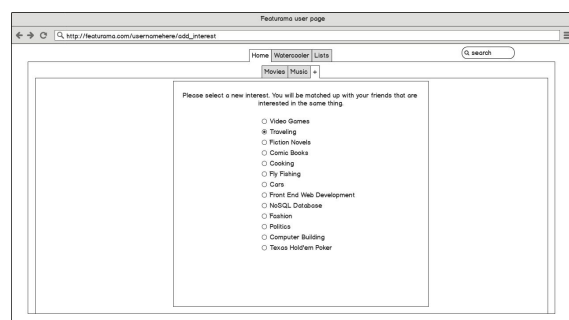 Featurama user page
http://featurama.com/usernamehere/add_interest
Home Watercooler Lists
search
Movies Music +
Please select a new interest. You will be matched up with your friends that are
interested in the same thing.
Video Games
Traveling
Fiction Novels
Comic Books
Cooking
Fly Fishing
Cars
Front End Web Development
NoSQL Database
Fashion
Politics
Computer Building
Texas Hold'em Poker